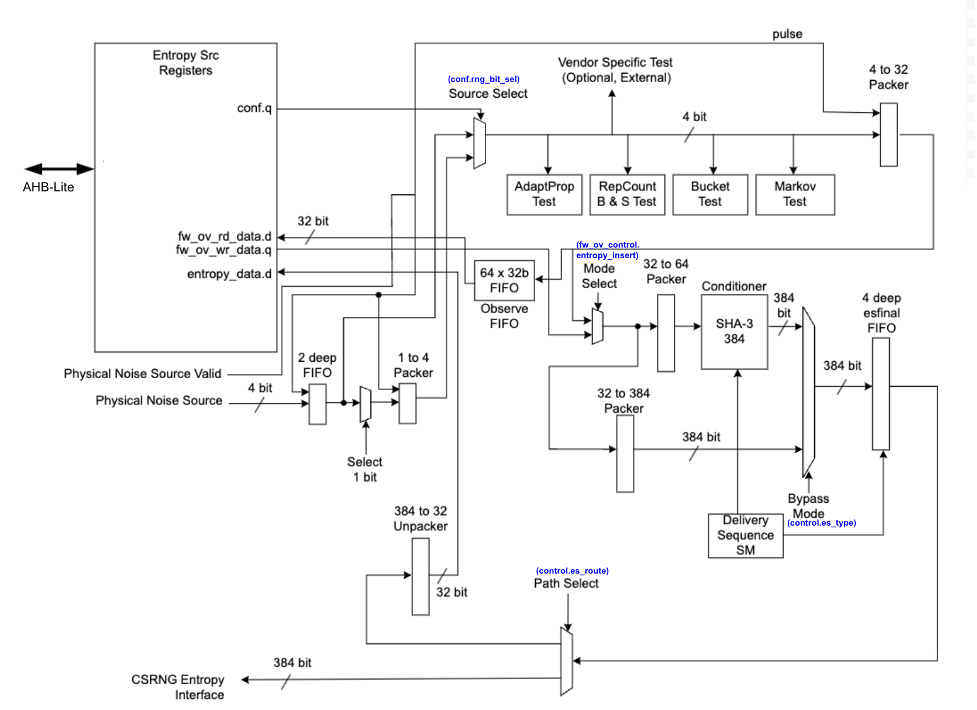 pulse
Entropy Src
Registers
Vendor Specific Test
(Optional, External)
4 to 32
Packer
(conf.rng_bit_sel)
Source Select
conf.q
4 bit
AHB-Lite
AdaptProp
Test
RepCount
B & S Test
Bucket
Test
Markov
Test
32 bit
fw_ov_rd_data.d
fw_ov_wr_data.q
entropy_data.d
(fw_ov_control.
entropy_insert)
Mode
Select
64 x 32b
FIFO
Observe
FIFO
32 to 64
Packer
Conditioner
SHA-3
384
384
bit
4 deep
esfinal
FIFO
2 deep
FIFO
1 to 4
Packer
Physical Noise Source Valid
4 bit
Physical Noise Source
384 bit
32 to 384
Packer
384 bit
Select
1 bit
Bypass
Mode
(control.es_type)
384 to 32
Unpacker
Delivery
Sequence
SM
32 bit
(control.es_route)
Path Select
384 bit
CSRNG Entropy
Interface